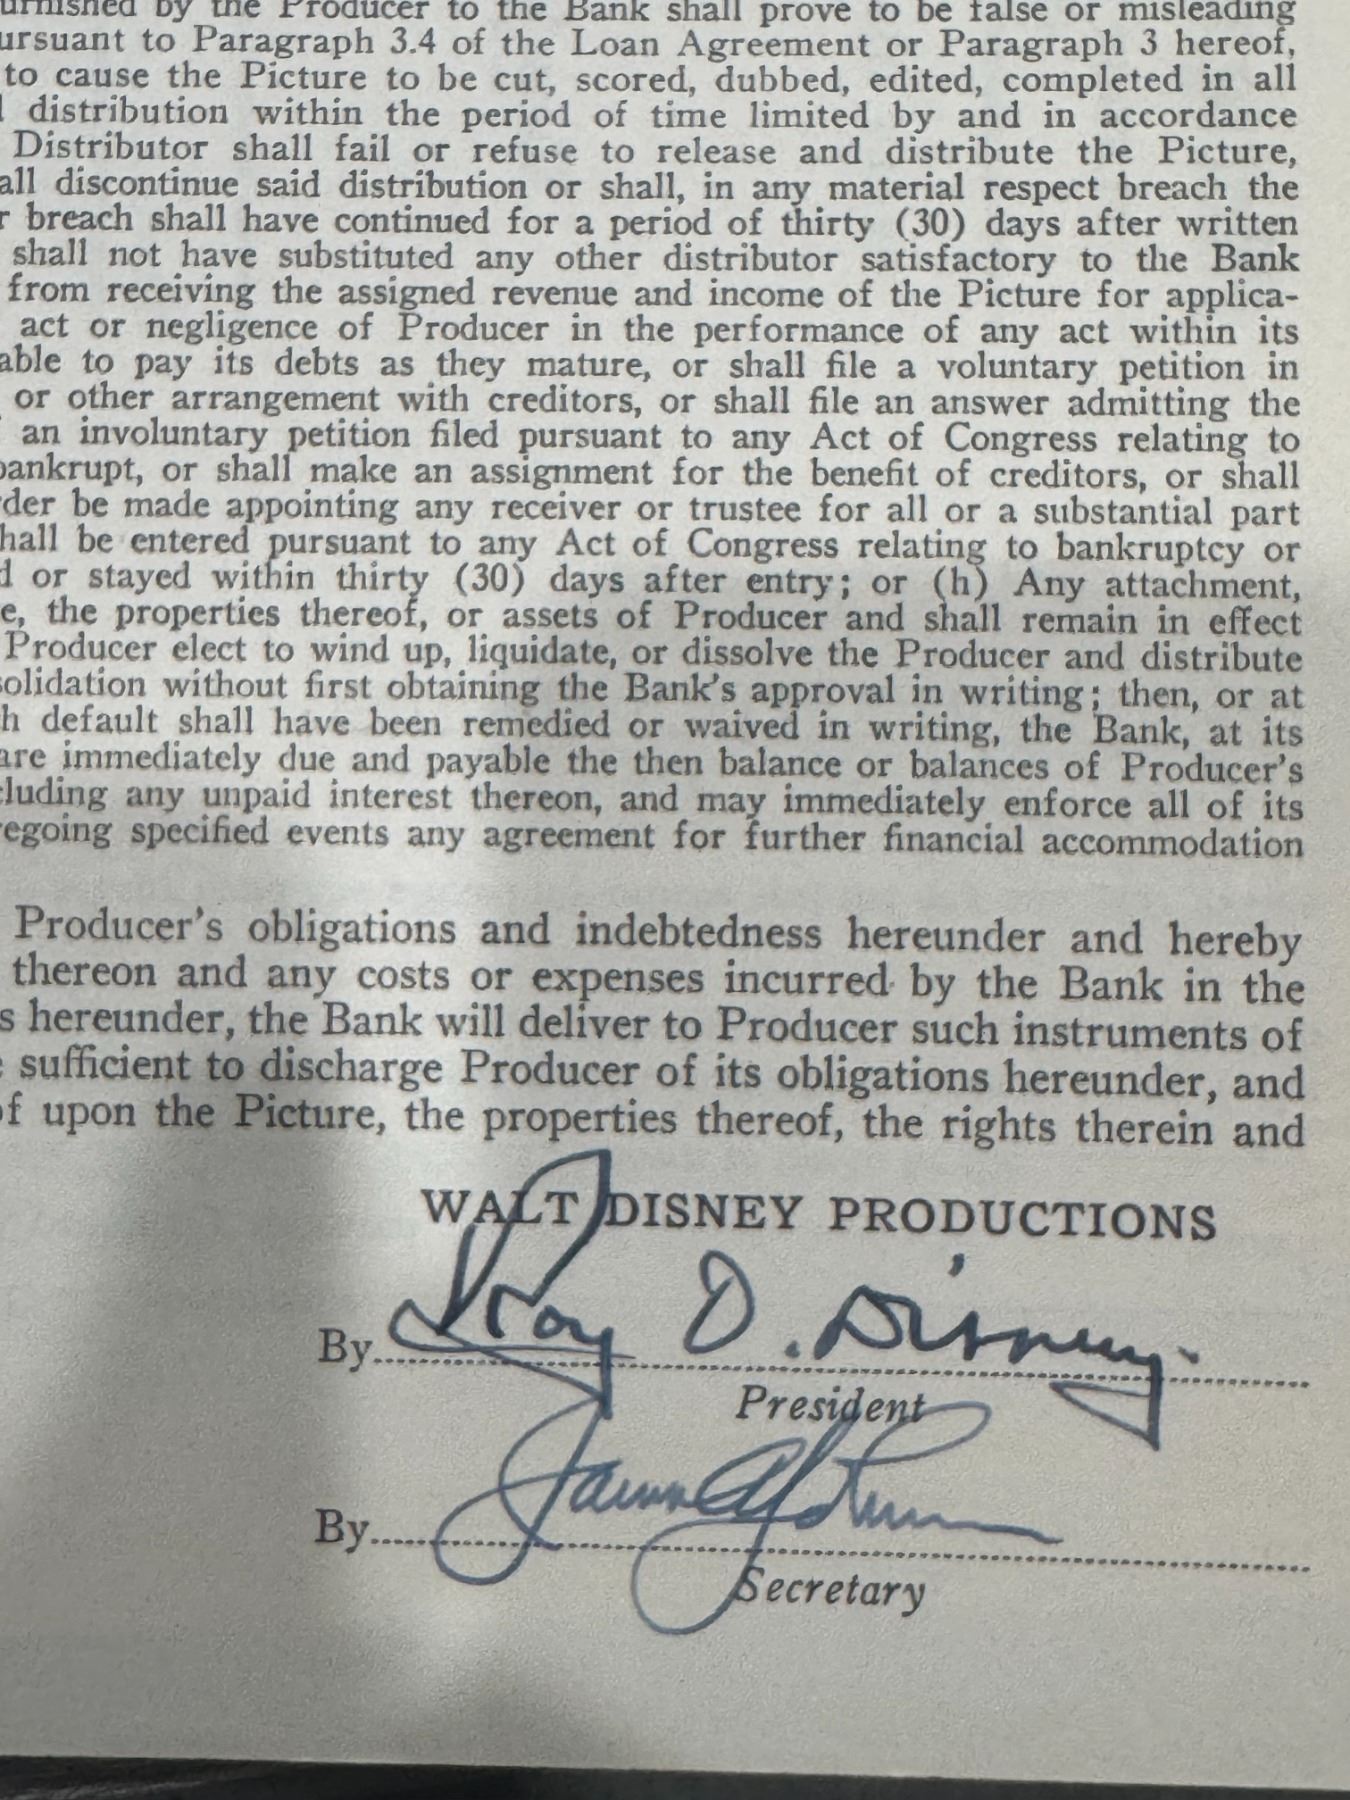 urnished by the Producer to the Bank shall prove to be false or misleading
ursuant to Paragraph 3.4 of the Loan Agreement or Paragraph 3 hereof,
to cause the Picture to be cut, scored, dubbed, edited, completed in all
distribution within the period of time limited by and in accordance
Distributor shall fail or refuse to release and distribute the Picture,
all discontinue said distribution or shall, in any material respect breach the
r breach shall have continued for a period of thirty (30) days after written
shall not have substituted any other distributor satisfactory to the Bank
from receiving the assigned revenue and income of the Picture for applica-
act or negligence of Producer in the performance of any act within its
able to pay its debts as they mature, or shall file a voluntary petition in
or other arrangement with creditors, or shall file an answer admitting the
an involuntary petition filed pursuant to any Act of Congress relating to
bankrupt, or shall make an assignment for the benefit of creditors, or shall
der be made appointing any receiver or trustee for all or a substantial part
hall be entered pursuant to any Act of Congress relating to bankruptcy or
d or stayed within thirty (30) days after entry; or (h) Any attachment,
e, the properties thereof, or assets of Producer and shall remain in effect
Producer elect to wind up, liquidate, or dissolve the Producer and distribute
solidation without first obtaining the Bank's approval in writing; then, or at
h default shall have been remedied or waived in writing, the Bank, at its
are immediately due and payable the then balance or balances of Producer's
cluding any unpaid interest thereon, and may immediately enforce all of its
regoing specified events any agreement for further financial accommodation
Producer's obligations and indebtedness hereunder and hereby
thereon and any costs or expenses incurred by the Bank in the
s hereunder, the Bank will deliver to Producer such instruments of
sufficient to discharge Producer of its obligations hereunder, and
of upon the Picture, the properties thereof, the rights therein and
WALT DISNEY PRODUCTIONS
By Roy O. Disney
President
By
Secretary